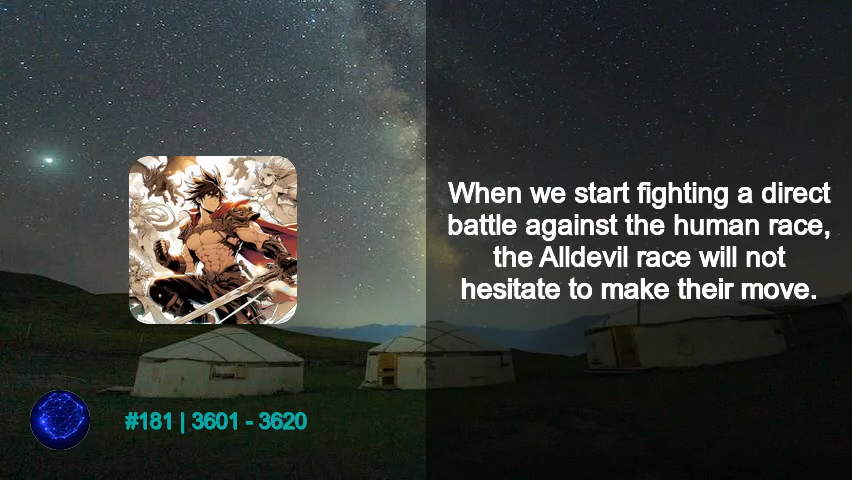 When we start fighting a direct
battle against the human race,
the Alldevil race will not
hesitate to make their move.
#181 | 3601 - 3620